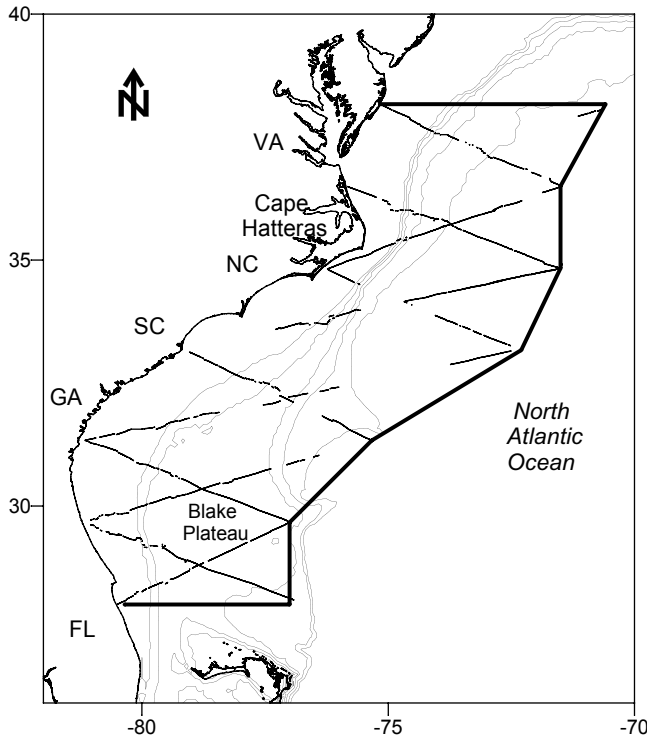 40
N
VA
Cape
Hatteras
35
NC
SC
GA
North
Atlantic
Ocean
30
Blake
Plateau
FL
-80
-75
-70